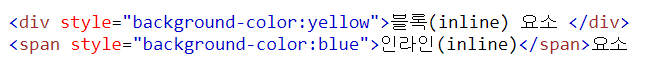 <div style="background-color:yellow">블록(inline) 요소 </div>
<span style="background-color:blue">인라인(inline)</span>요소